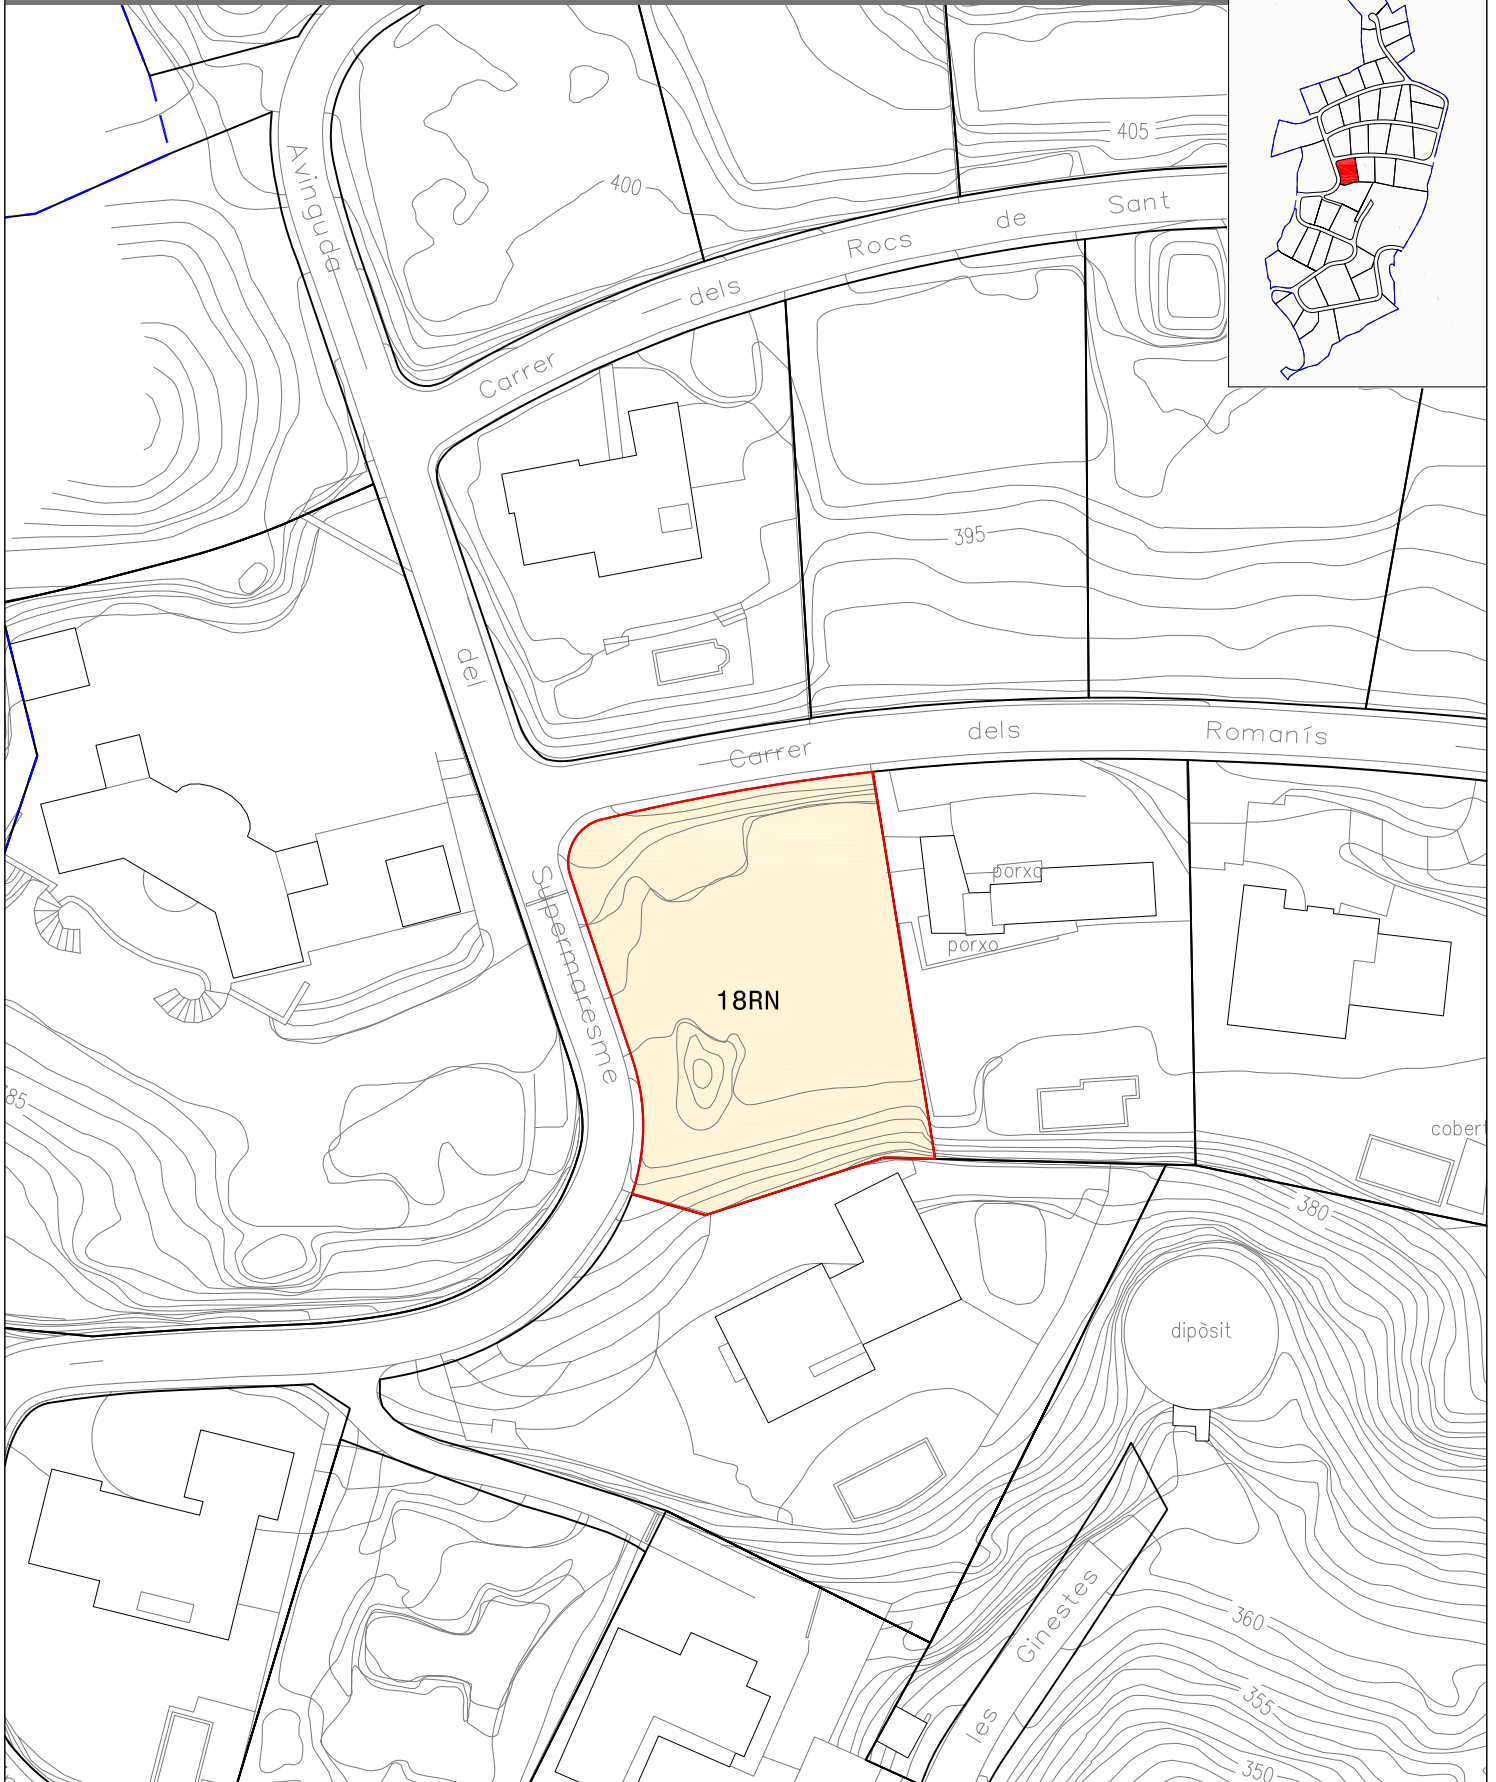 405
400
Avinguda
Carrer dels Rocs de Sant
395
del
Carrer dels Romanís
porxo
porxo
Supermaresme
18RN
385
cobert
380
dipòsit
les Ginestes
360
355
350